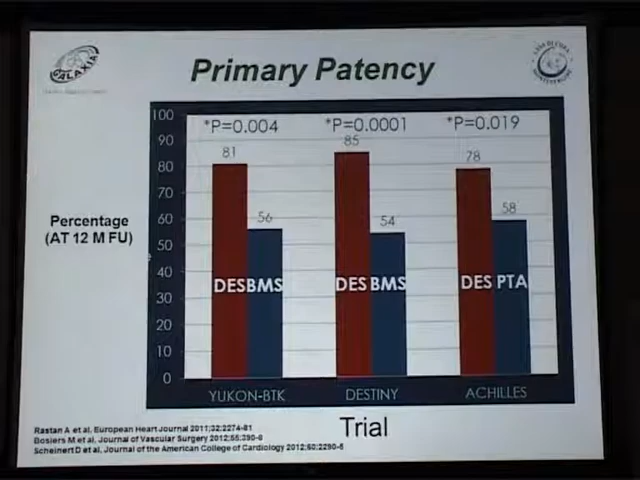 GALAXIA
Primary Patency
100
90
80
70
60
50
40
30
20
10
0
*P=0.004
*P=0.0001
*P=0.019
81
56
85
54
78
58
Percentage
(AT 12 M FU)
DES BMS
DES BMS
DES PTA
YUKON-BTK
DESTINY
ACHILLES
Trial
Rastan A et al, European Heart Journal 2011;32:2274-81
Bosiers M et al, Journal of Vascular Surgery 2012;55:390-8
Scheinert D et al, Journal of the American College of Cardiology 2012;60:2290-5